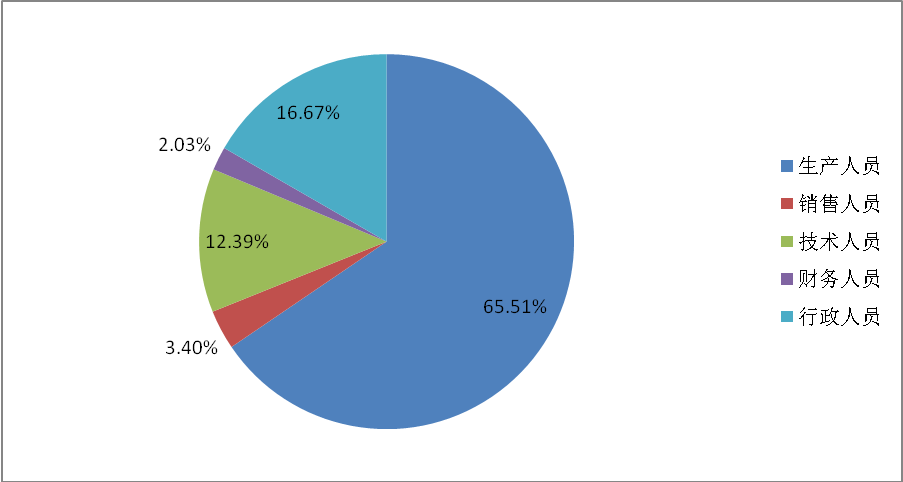 16.67%
2.03%
12.39%
3.40%
65.51%
生产人员
销售人员
技术人员
财务人员
行政人员